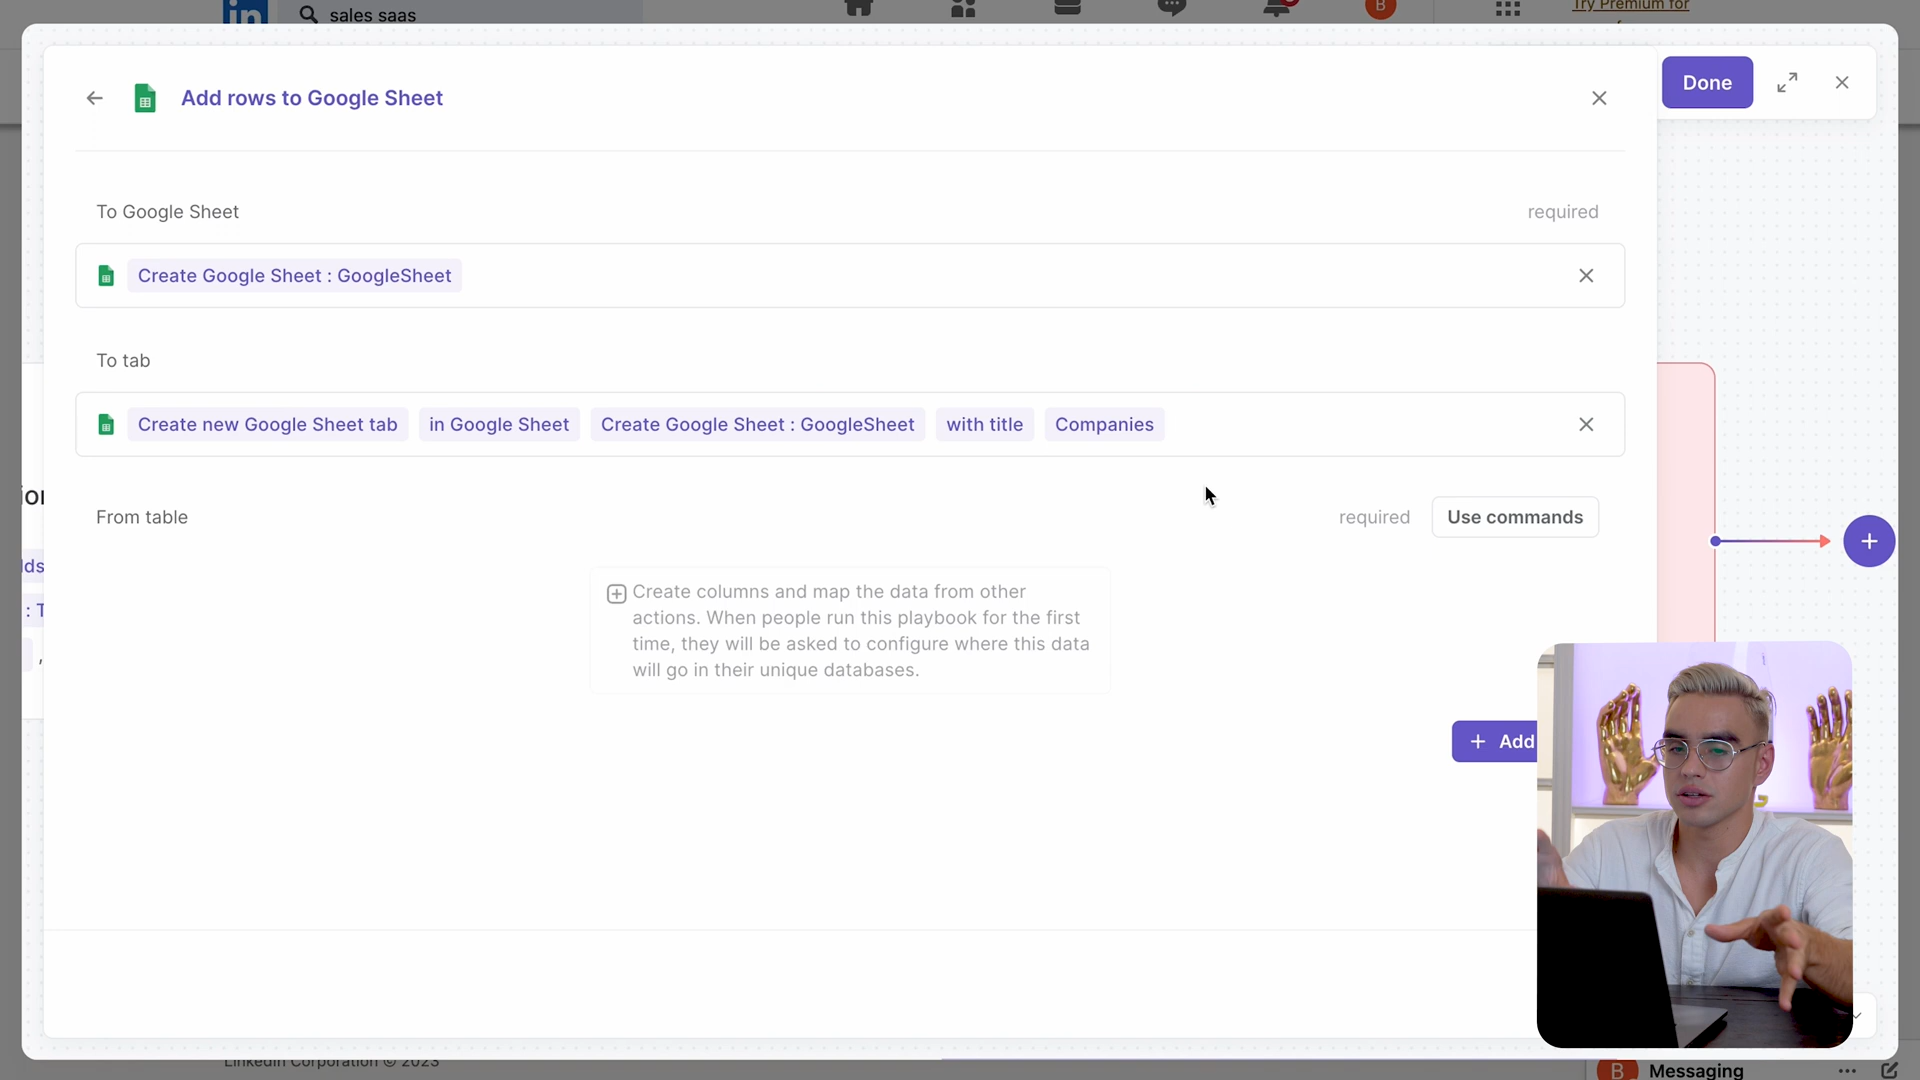 in
sales saas
B
Try Premium for
Add rows to Google Sheet
Done
To Google Sheet
required
Create Google Sheet : GoogleSheet
To tab
Create new Google Sheet tab in Google Sheet Create Google Sheet : GoogleSheet with title Companies
From table
required
Use commands
Create columns and map the data from other
actions. When people run this playbook for the first
time, they will be asked to configure where this data
will go in their unique databases.
+ Add
LinkedIn Corporation © 2023
B
Messaging